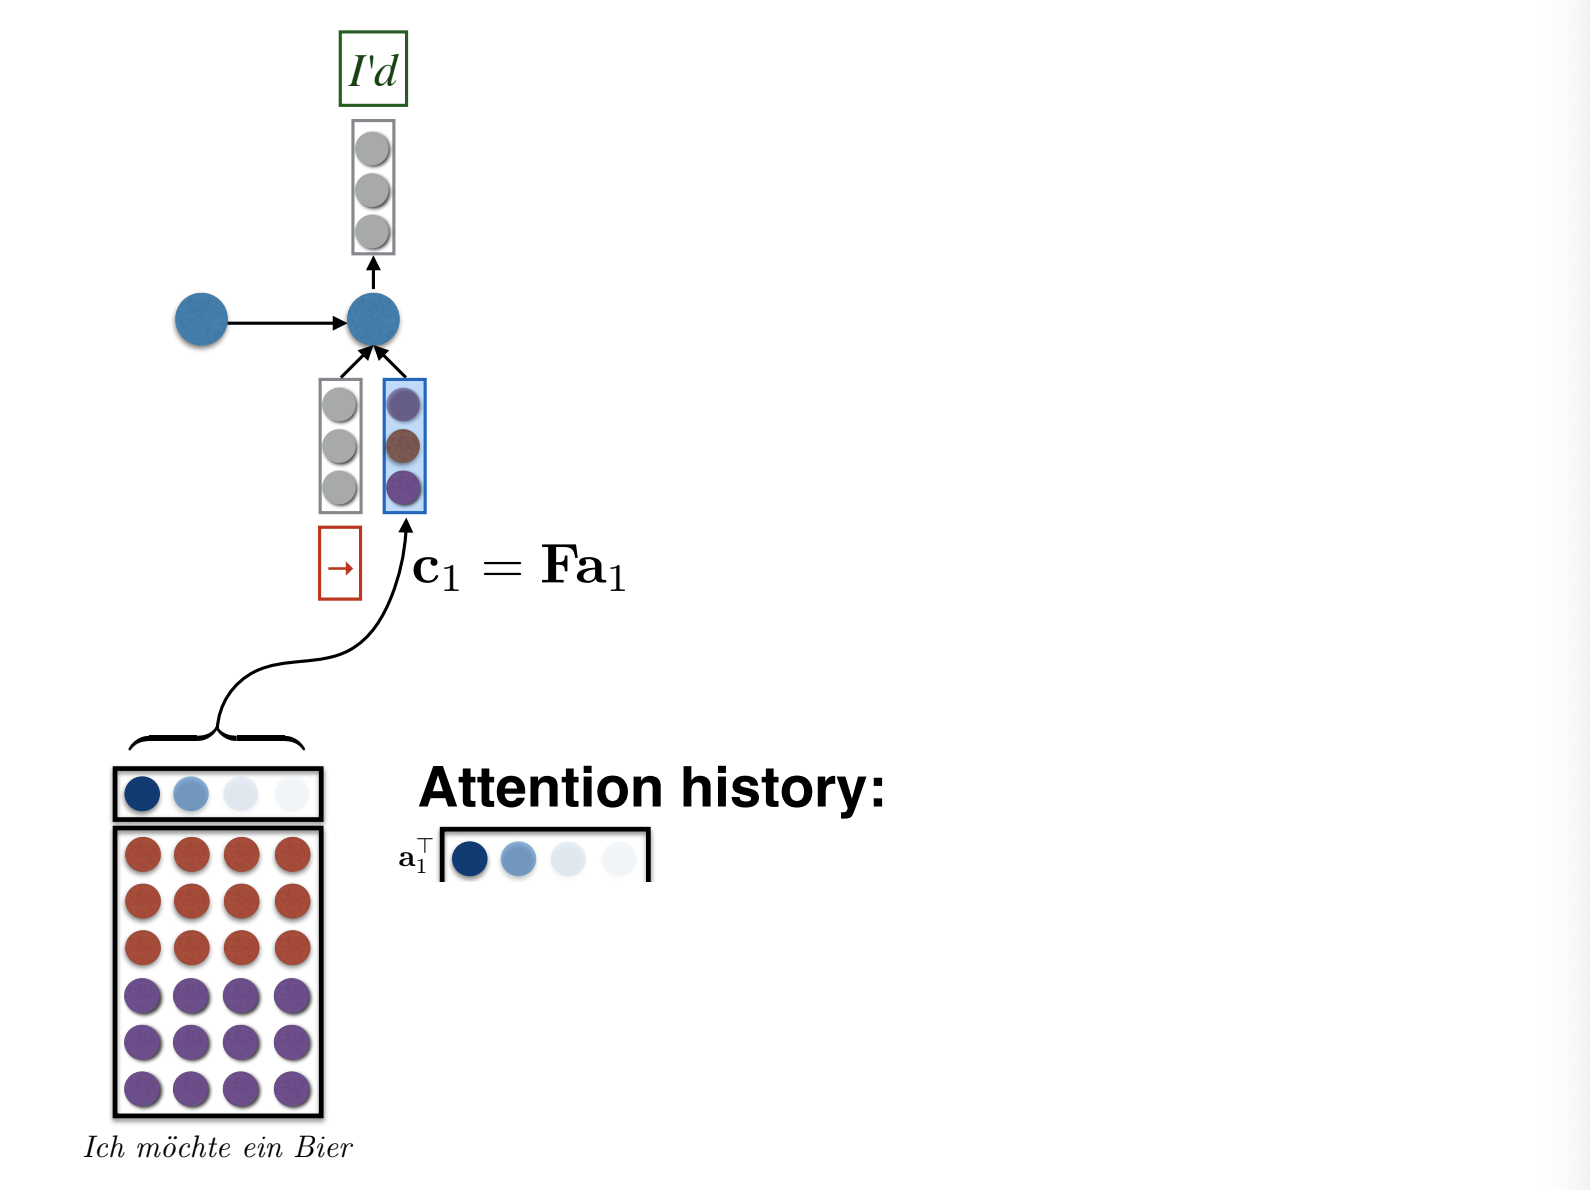 I'd
→
c₁ = Fa₁
Attention history:
a₁ᵀ
Ich möchte ein Bier